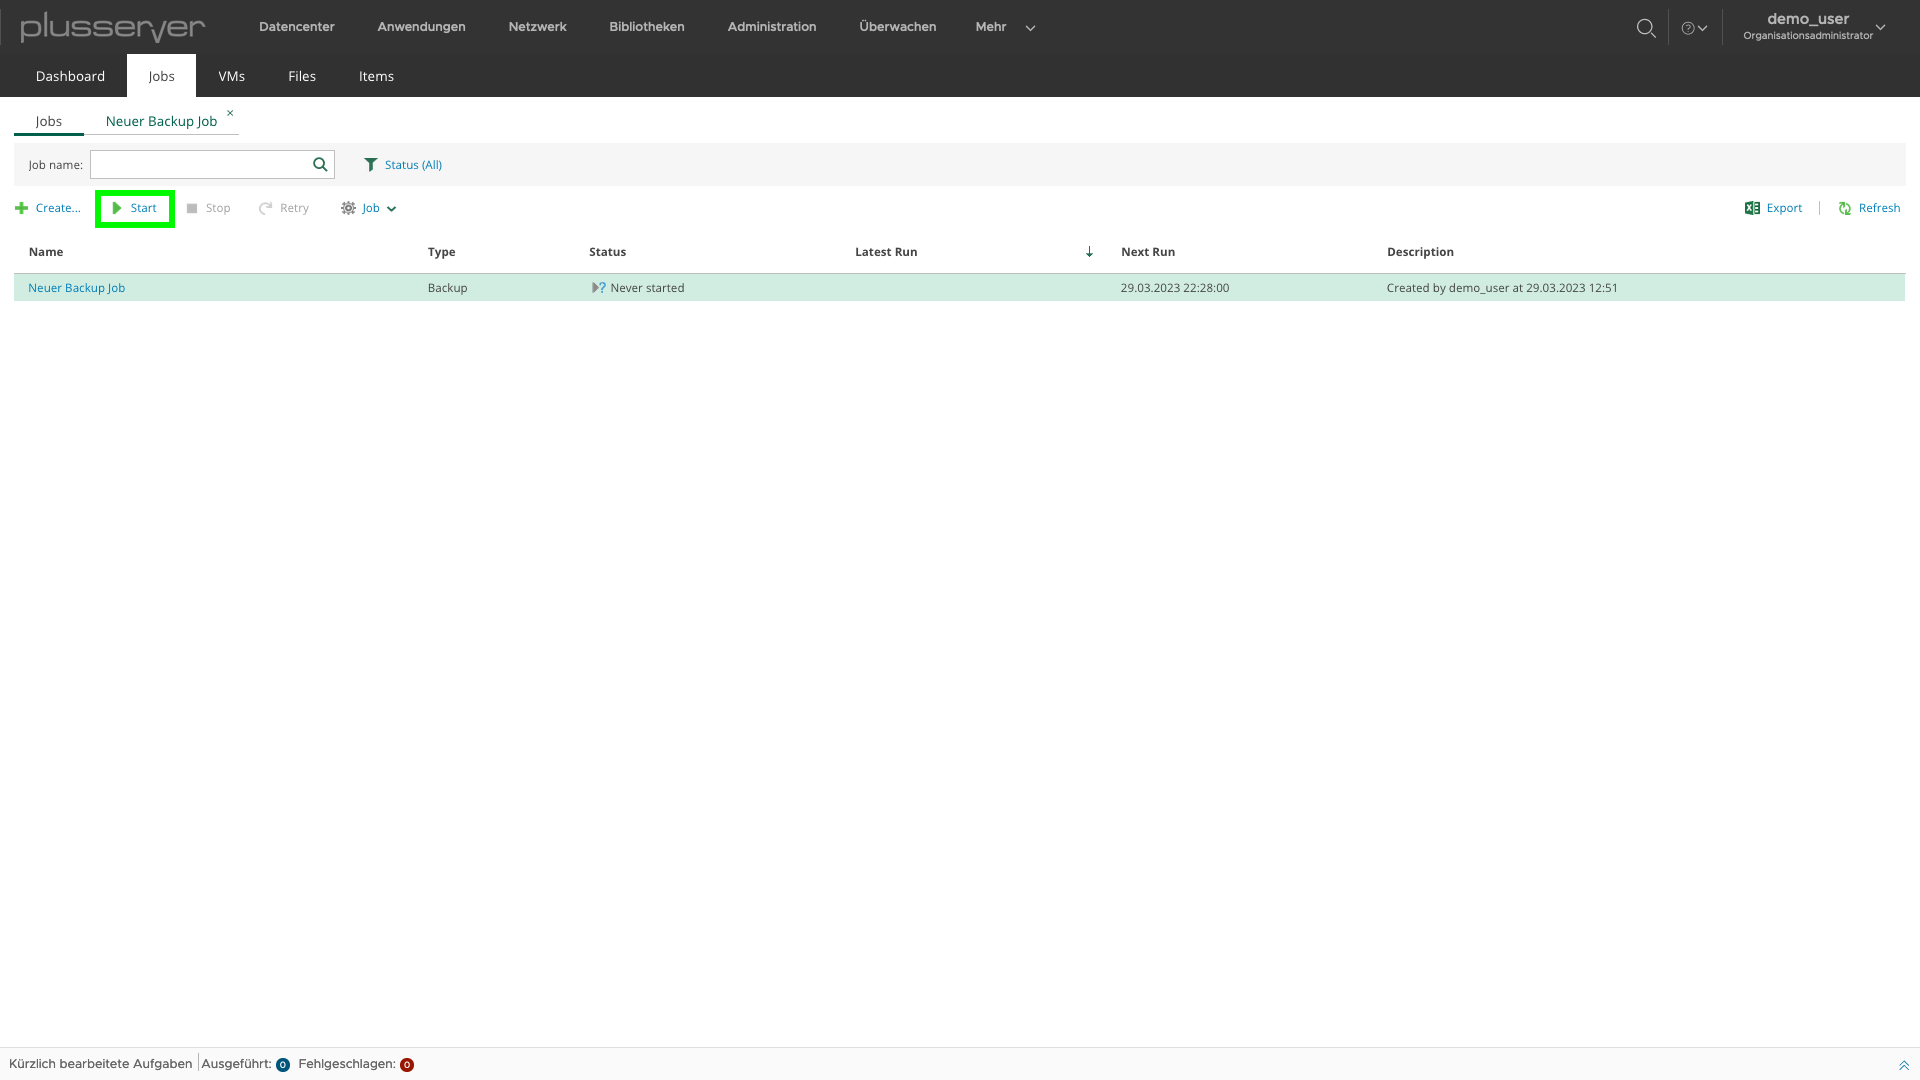 plusserver Datencenter Anwendungen Netzwerk Bibliotheken Administration Überwachen Mehr demo_user
Organisationsadministrator
Dashboard Jobs VMs Files Items
Jobs Neuer Backup Job ×
Job name: Status (All)
Create... Start Stop Retry Job Export Refresh
Name Type Status Latest Run ↓ Next Run Description
Neuer Backup Job Backup ? Never started 29.03.2023 22:28:00 Created by demo_user at 29.03.2023 12:51
Kürzlich bearbeitete Aufgaben Ausgeführt: 0 Fehlgeschlagen: 0